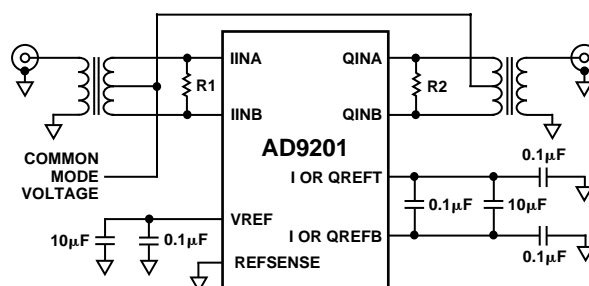 IINA
QINA
R1
R2
IINB
QINB
AD9201
COMMON
MODE
VOLTAGE
0.1µF
I OR QREFT
0.1µF
10µF
VREF
10µF
0.1µF
I OR QREFB
REFSENSE
0.1µF